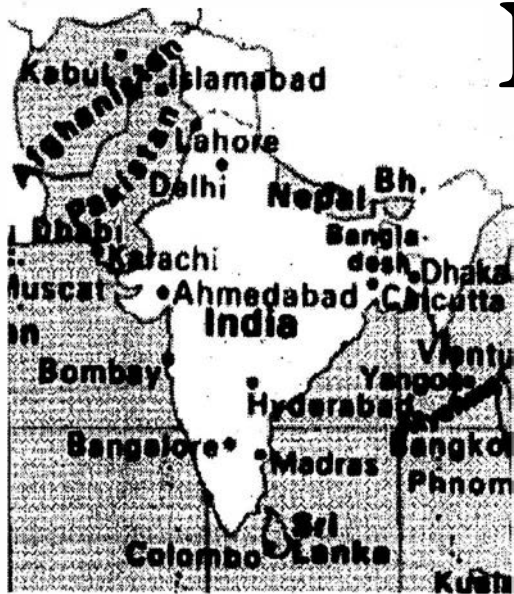 Kabul
Islamabad
Afghanistan
Pakistan
Lahore
Delhi
Nepal
Bh.
Dhabi
Karachi
Bangla-
desh
Dhaka
Muscat
Ahmedabad
Calcutta
India
Bombay
Yangon
Hyderabad
Bangalore
Madras
Phnom
Sri
Lanka
Colombo